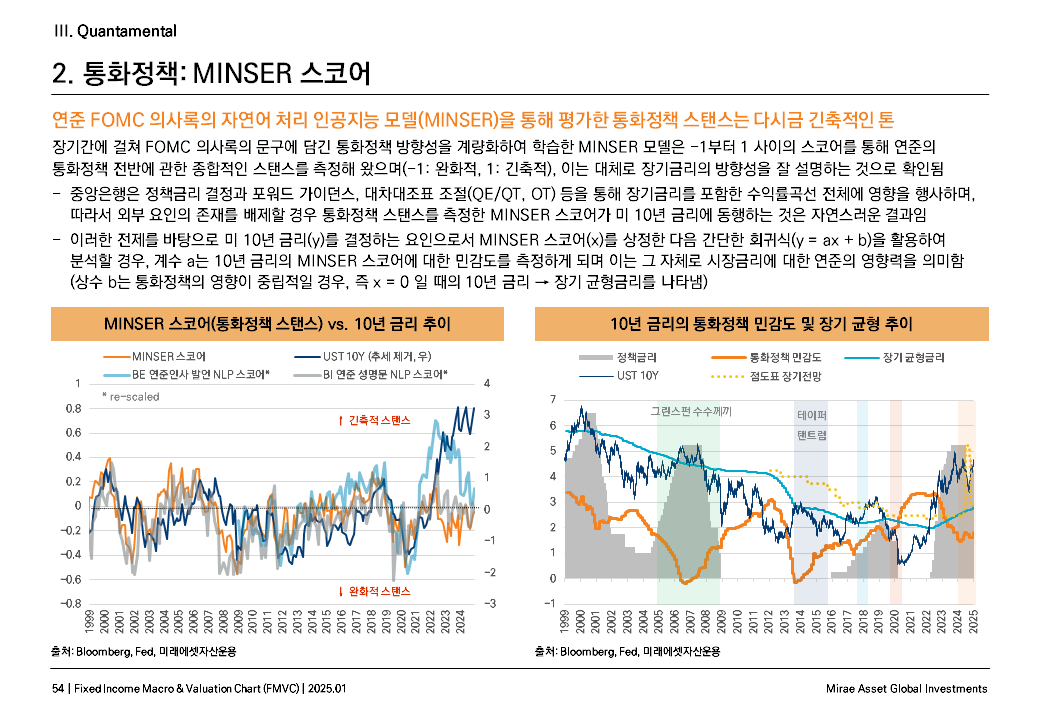 III. Quantamental
2. 통화정책: MINSER 스코어
연준 FOMC 의사록의 자연어 처리 인공지능 모델(MINSER)을 통해 평가한 통화정책 스탠스는 다시금 긴축적인 톤
장기간에 걸쳐 FOMC 의사록의 문구에 담긴 통화정책 방향성을 계량화하여 학습한 MINSER 모델은 -1부터 1 사이의 스코어를 통해 연준의
통화정책 전반에 관한 종합적인 스탠스를 측정해 왔으며(-1: 완화적, 1: 긴축적), 이는 대체로 장기금리의 방향성을 잘 설명하는 것으로 확인됨
- 중앙은행은 정책금리 결정과 포워드 가이던스, 대차대조표 조절(QE/QT, OT) 등을 통해 장기금리를 포함한 수익률곡선 전체에 영향을 행사하며,
따라서 외부 요인의 존재를 배제할 경우 통화정책 스탠스를 측정한 MINSER 스코어가 미 10년 금리에 동행하는 것은 자연스러운 결과임
- 이러한 전제를 바탕으로 미 10년 금리(y)를 결정하는 요인으로서 MINSER 스코어(x)를 상정한 다음 간단한 회귀식(y = ax + b)을 활용하여
분석할 경우, 계수 a는 10년 금리의 MINSER 스코어에 대한 민감도를 측정하게 되며 이는 그 자체로 시장금리에 대한 연준의 영향력을 의미함
(상수 b는 통화정책의 영향이 중립적일 경우, 즉 x = 0 일 때의 10년 금리 → 장기 균형금리를 나타냄)
MINSER 스코어(통화정책 스탠스) vs. 10년 금리 추이
MINSER 스코어
UST 10Y (추세 제거, 우)
BE 연준인사 발언 NLP 스코어*
BI 연준 성명문 NLP 스코어*
* re-scaled
↑ 긴축적 스탠스
↓ 완화적 스탠스
1
0.8
0.6
0.4
0.2
0
-0.2
-0.4
-0.6
-0.8
4
3
2
1
0
-1
-2
-3
1999 2000 2001 2002 2003 2004 2005 2006 2007 2008 2009 2010 2011 2012 2013 2014 2015 2016 2017 2018 2019 2020 2021 2022 2023 2024
출처: Bloomberg, Fed, 미래에셋자산운용
10년 금리의 통화정책 민감도 및 장기 균형 추이
정책금리
통화정책 민감도
장기 균형금리
UST 10Y
점도표 장기전망
그린스펀 수수께끼
테이퍼
탠트럼
7
6
5
4
3
2
1
0
-1
1999 2000 2001 2002 2003 2004 2005 2006 2007 2008 2009 2010 2011 2012 2013 2014 2015 2016 2017 2018 2019 2020 2021 2022 2023 2024 2025
출처: Bloomberg, Fed, 미래에셋자산운용
54 | Fixed Income Macro & Valuation Chart (FMVC) | 2025.01
Mirae Asset Global Investments